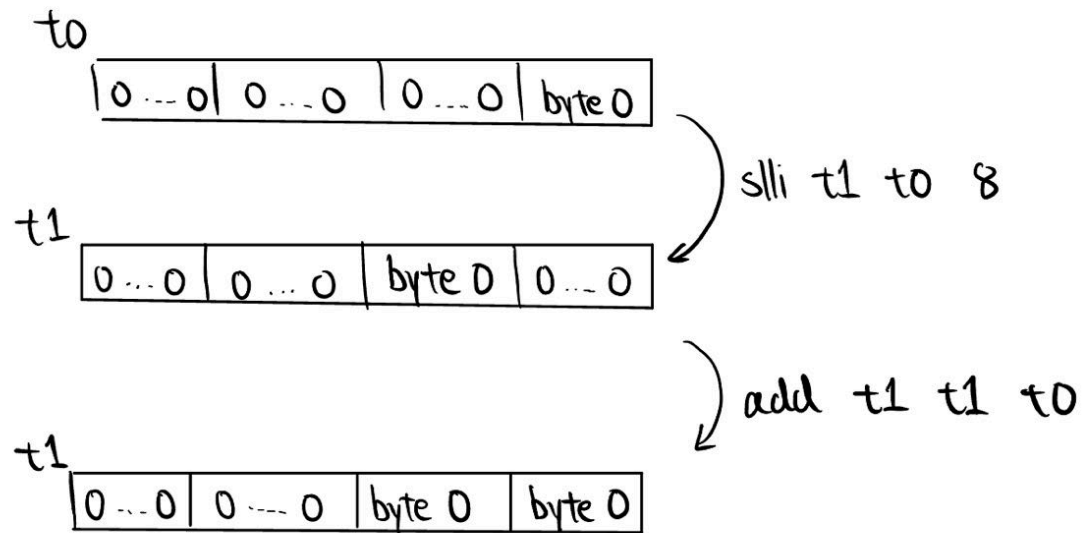 t0
0...0 0...0 0...0 byte 0
slli t1 t0 8
t1
0...0 0...0 byte 0 0...0
add t1 t1 t0
t1
0...0 0...0 byte 0 byte 0